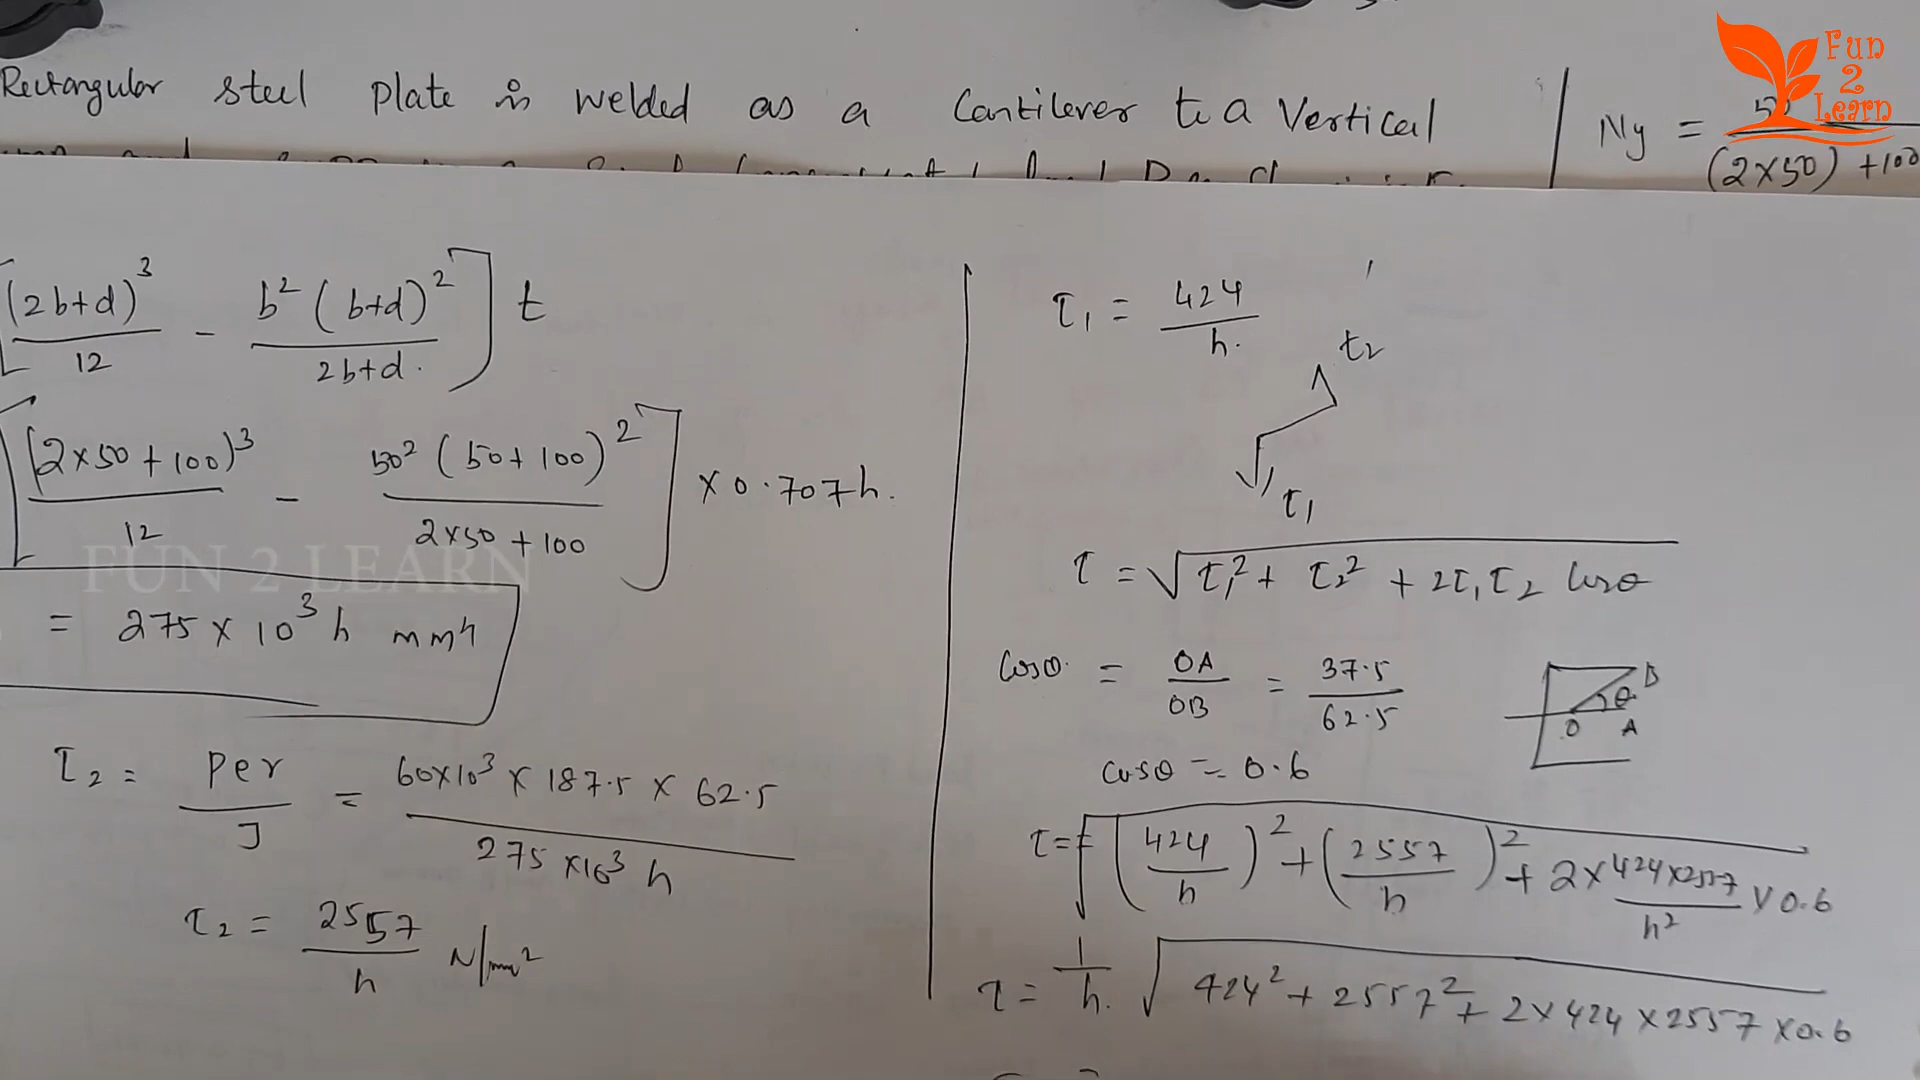 Rectangular steel Plate is welded as a Cantilever to a Vertical
(2b+d)³/12 - b²(b+d)²/2b+d.] t
[(2×50+100)³/12 - 50²(50+100)²/2×50+100] ×0.707h.
= 275×10³h mm4
τ2 = Per/J = 60×10³×187.5×62.5/275×10³h
τ2 = 2557/h N/mm²
Ny = 50/(2×50)+100
τ1 = 424/h.
t2
τ1
τ = √τ1²+τ2²+2τ1τ2 Cosθ
Cosθ. = OA/OB = 37.5/62.5
B
θ
O A
Cosθ = 0.6
τ = √(424/h)²+(2557/h)²+2×424×2557/h²×0.6
τ = 1/h. √424²+2557²+2×424×2557×0.6
Fun
2
Learn
FUN 2 LEARN